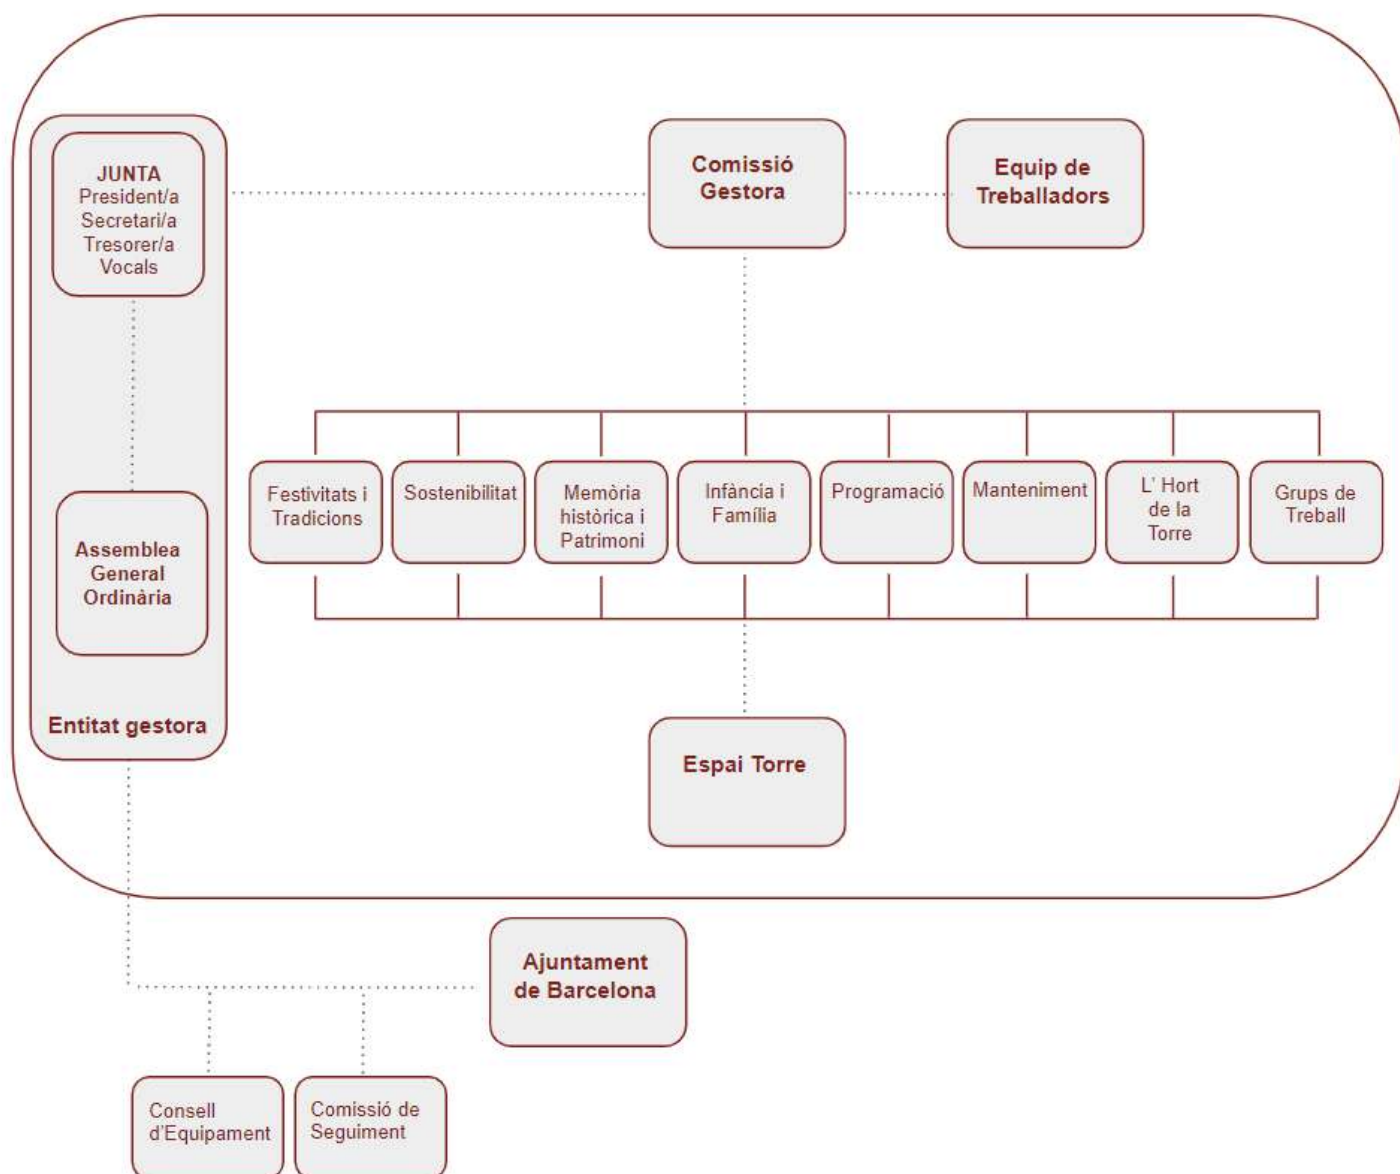 JUNTA
President/a
Secretari/a
Tresorer/a
Vocals
Comissió
Gestora
Equip de
Treballadors
Festivitats i
Tradicions
Sostenibilitat
Memòria
històrica i
Patrimoni
Infància i
Família
Programació
Manteniment
L' Hort
de la
Torre
Grups de
Treball
Assemblea
General
Ordinària
Entitat gestora
Espai Torre
Ajuntament
de Barcelona
Consell
d'Equipament
Comissió de
Seguiment